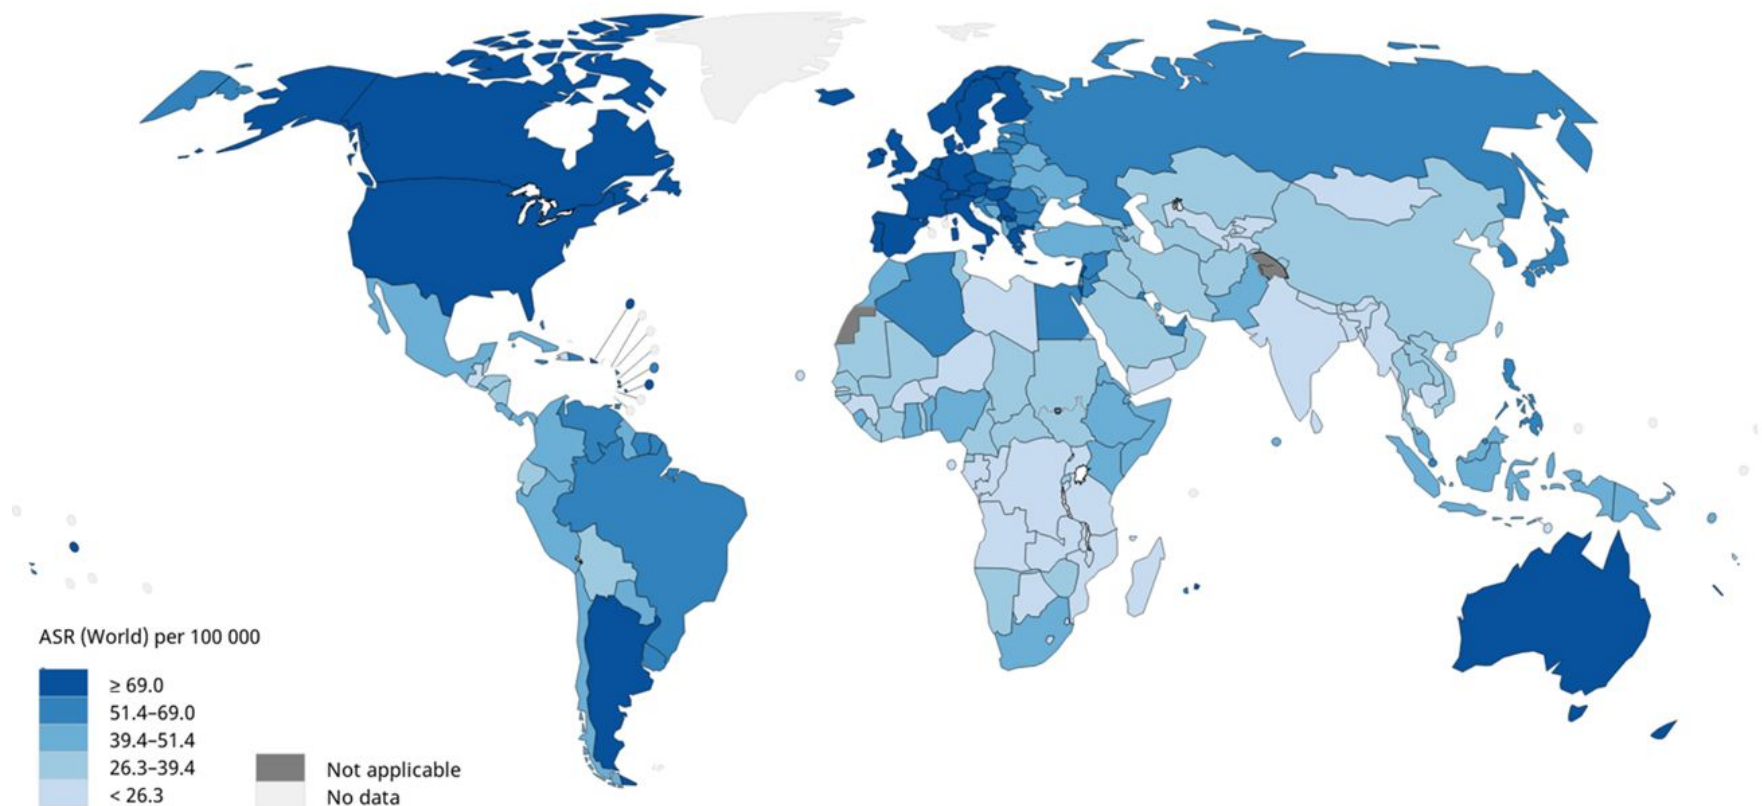 ASR (World) per 100 000
≥ 69.0
51.4–69.0
39.4–51.4
26.3–39.4
< 26.3
Not applicable
No data